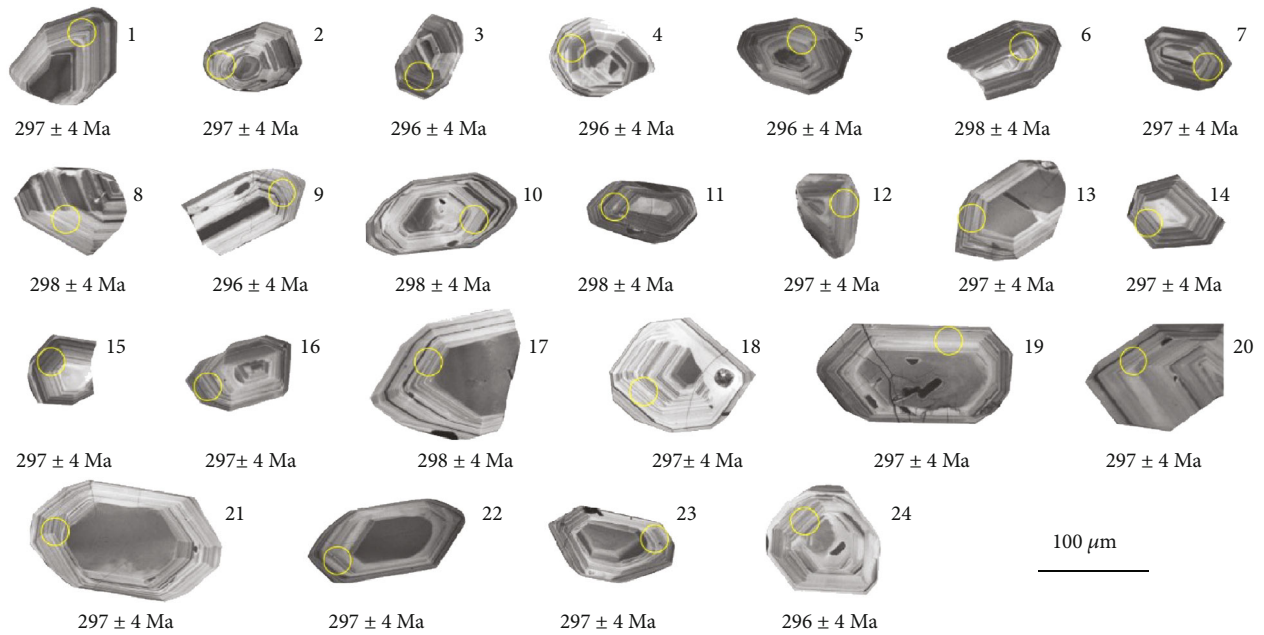 1 2 3 4 5 6 7
297 ± 4 Ma 297 ± 4 Ma 296 ± 4 Ma 296 ± 4 Ma 296 ± 4 Ma 298 ± 4 Ma 297 ± 4 Ma
8 9 10 11 12 13 14
298 ± 4 Ma 296 ± 4 Ma 298 ± 4 Ma 298 ± 4 Ma 297 ± 4 Ma 297 ± 4 Ma 297 ± 4 Ma
15 16 17 18 19 20
297 ± 4 Ma 297± 4 Ma 298 ± 4 Ma 297± 4 Ma 297 ± 4 Ma 297 ± 4 Ma
21 22 23 24
100 μm
297 ± 4 Ma 297 ± 4 Ma 297 ± 4 Ma 296 ± 4 Ma